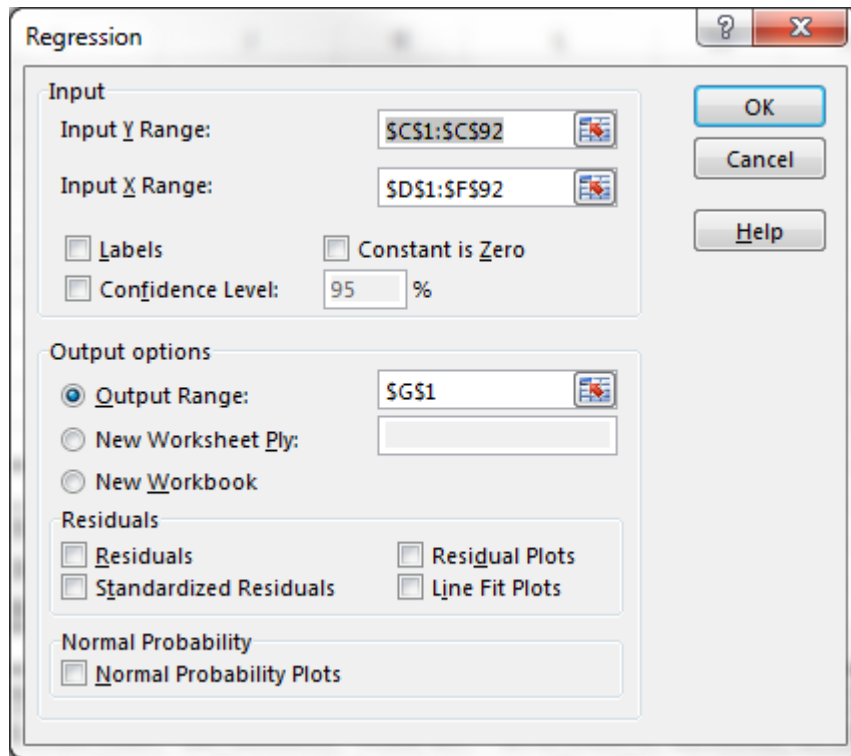 Regression
Input
Input Y Range: $C$1:$C$92
OK
Input X Range: $D$1:$F$92
Cancel
Labels Constant is Zero
Help
Confidence Level: 95 %
Output options
Output Range: $G$1
New Worksheet Ply:
New Workbook
Residuals
Residuals Residual Plots
Standardized Residuals Line Fit Plots
Normal Probability
Normal Probability Plots